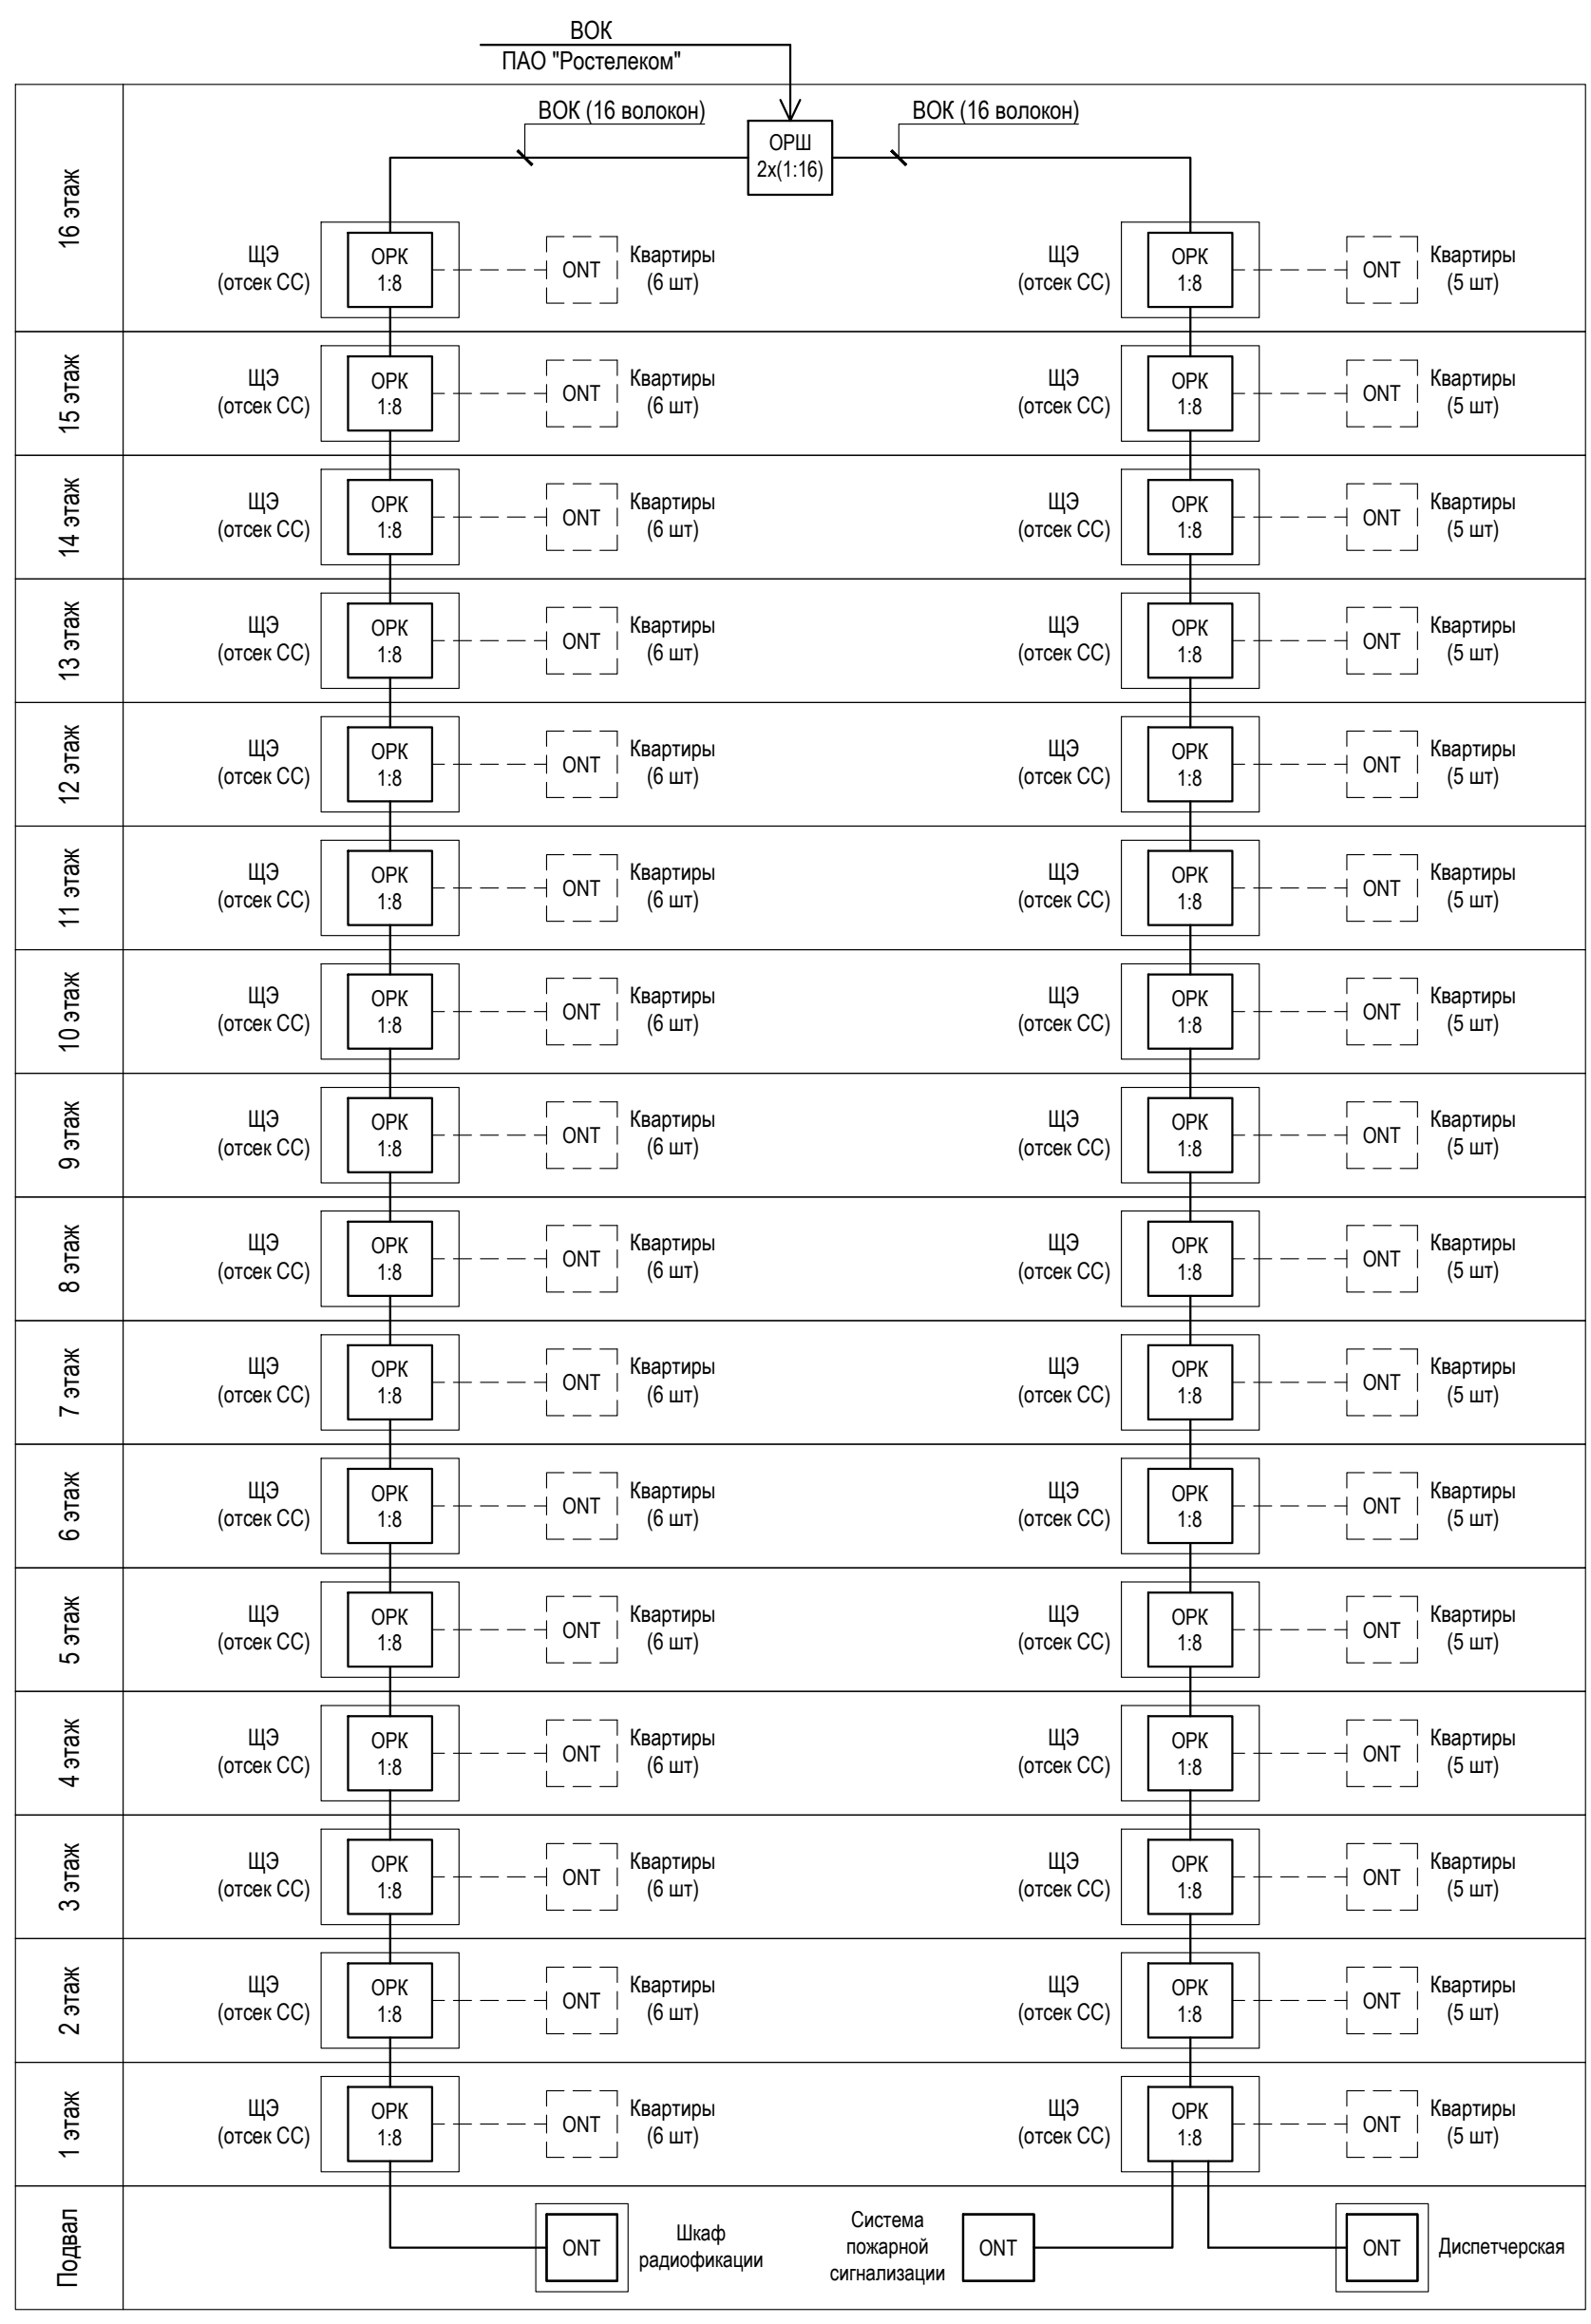 ВОК
ПАО "Ростелеком"
ВОК (16 волокон)
ВОК (16 волокон)
ОРШ
2x(1:16)
16 этаж
ЩЭ
(отсек СС)
ОРК
1:8
ONT
Квартиры
(6 шт)
ЩЭ
(отсек СС)
ОРК
1:8
ONT
Квартиры
(5 шт)
15 этаж
ЩЭ
(отсек СС)
ОРК
1:8
ONT
Квартиры
(6 шт)
ЩЭ
(отсек СС)
ОРК
1:8
ONT
Квартиры
(5 шт)
14 этаж
ЩЭ
(отсек СС)
ОРК
1:8
ONT
Квартиры
(6 шт)
ЩЭ
(отсек СС)
ОРК
1:8
ONT
Квартиры
(5 шт)
13 этаж
ЩЭ
(отсек СС)
ОРК
1:8
ONT
Квартиры
(6 шт)
ЩЭ
(отсек СС)
ОРК
1:8
ONT
Квартиры
(5 шт)
12 этаж
ЩЭ
(отсек СС)
ОРК
1:8
ONT
Квартиры
(6 шт)
ЩЭ
(отсек СС)
ОРК
1:8
ONT
Квартиры
(5 шт)
11 этаж
ЩЭ
(отсек СС)
ОРК
1:8
ONT
Квартиры
(6 шт)
ЩЭ
(отсек СС)
ОРК
1:8
ONT
Квартиры
(5 шт)
10 этаж
ЩЭ
(отсек СС)
ОРК
1:8
ONT
Квартиры
(6 шт)
ЩЭ
(отсек СС)
ОРК
1:8
ONT
Квартиры
(5 шт)
9 этаж
ЩЭ
(отсек СС)
ОРК
1:8
ONT
Квартиры
(6 шт)
ЩЭ
(отсек СС)
ОРК
1:8
ONT
Квартиры
(5 шт)
8 этаж
ЩЭ
(отсек СС)
ОРК
1:8
ONT
Квартиры
(6 шт)
ЩЭ
(отсек СС)
ОРК
1:8
ONT
Квартиры
(5 шт)
7 этаж
ЩЭ
(отсек СС)
ОРК
1:8
ONT
Квартиры
(6 шт)
ЩЭ
(отсек СС)
ОРК
1:8
ONT
Квартиры
(5 шт)
6 этаж
ЩЭ
(отсек СС)
ОРК
1:8
ONT
Квартиры
(6 шт)
ЩЭ
(отсек СС)
ОРК
1:8
ONT
Квартиры
(5 шт)
5 этаж
ЩЭ
(отсек СС)
ОРК
1:8
ONT
Квартиры
(6 шт)
ЩЭ
(отсек СС)
ОРК
1:8
ONT
Квартиры
(5 шт)
4 этаж
ЩЭ
(отсек СС)
ОРК
1:8
ONT
Квартиры
(6 шт)
ЩЭ
(отсек СС)
ОРК
1:8
ONT
Квартиры
(5 шт)
3 этаж
ЩЭ
(отсек СС)
ОРК
1:8
ONT
Квартиры
(6 шт)
ЩЭ
(отсек СС)
ОРК
1:8
ONT
Квартиры
(5 шт)
2 этаж
ЩЭ
(отсек СС)
ОРК
1:8
ONT
Квартиры
(6 шт)
ЩЭ
(отсек СС)
ОРК
1:8
ONT
Квартиры
(5 шт)
1 этаж
ЩЭ
(отсек СС)
ОРК
1:8
ONT
Квартиры
(6 шт)
ЩЭ
(отсек СС)
ОРК
1:8
ONT
Квартиры
(5 шт)
Подвал
ONT
Шкаф
радиофикации
Система
пожарной
сигнализации
ONT
ONT
Диспетчерская